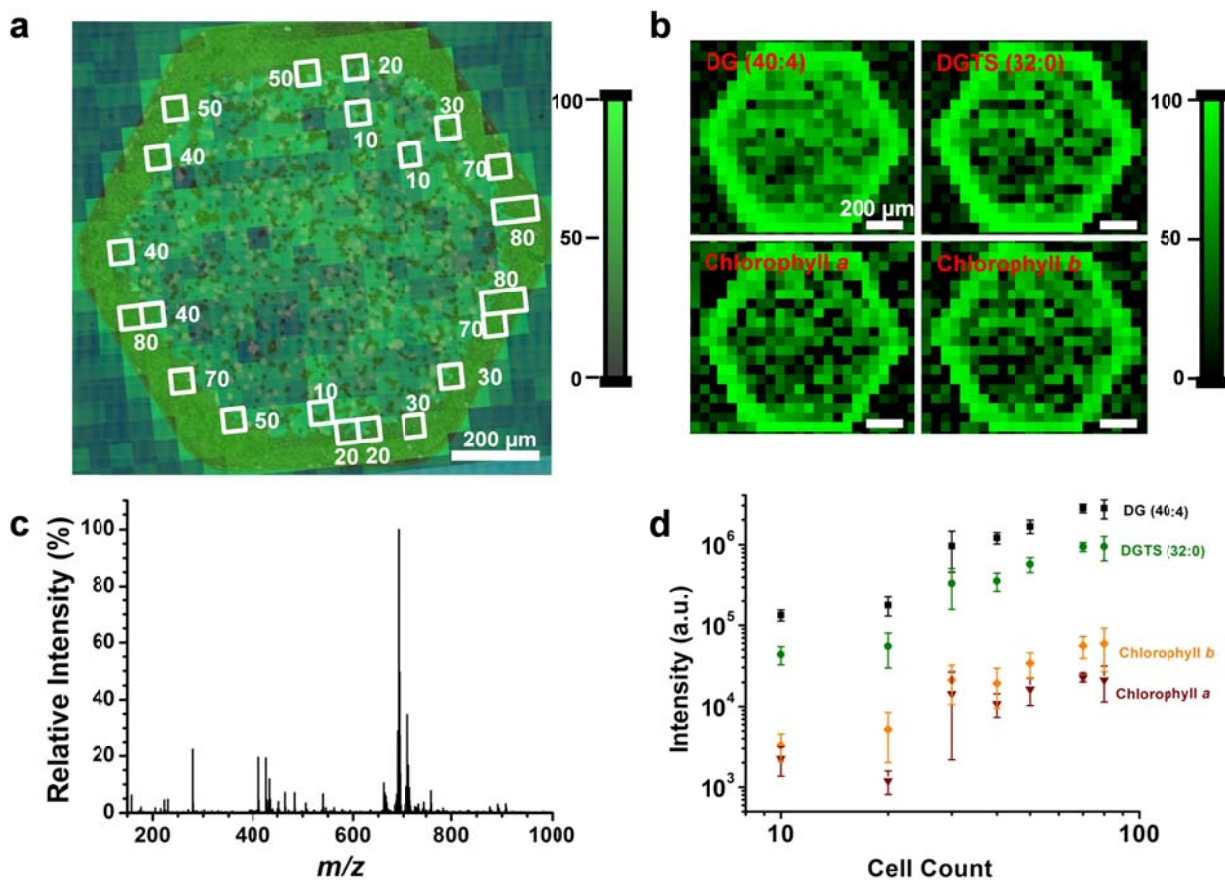 a
50
20
50
10
30
40
10
70
80
40
80
40
80
70
70
30
10
50
30
20 20
200 µm
100
50
0
b
DG (40:4)
DGTS (32:0)
200 µm
Chlorophyll a
Chlorophyll b
100
50
0
c
Relative Intensity (%)
100
80
60
40
20
0
200 400 600 800 1000
m/z
d
Intensity (a.u.)
10⁶
10⁵
10⁴
10³
DG (40:4)
DGTS (32:0)
Chlorophyll b
Chlorophyll a
10 100
Cell Count